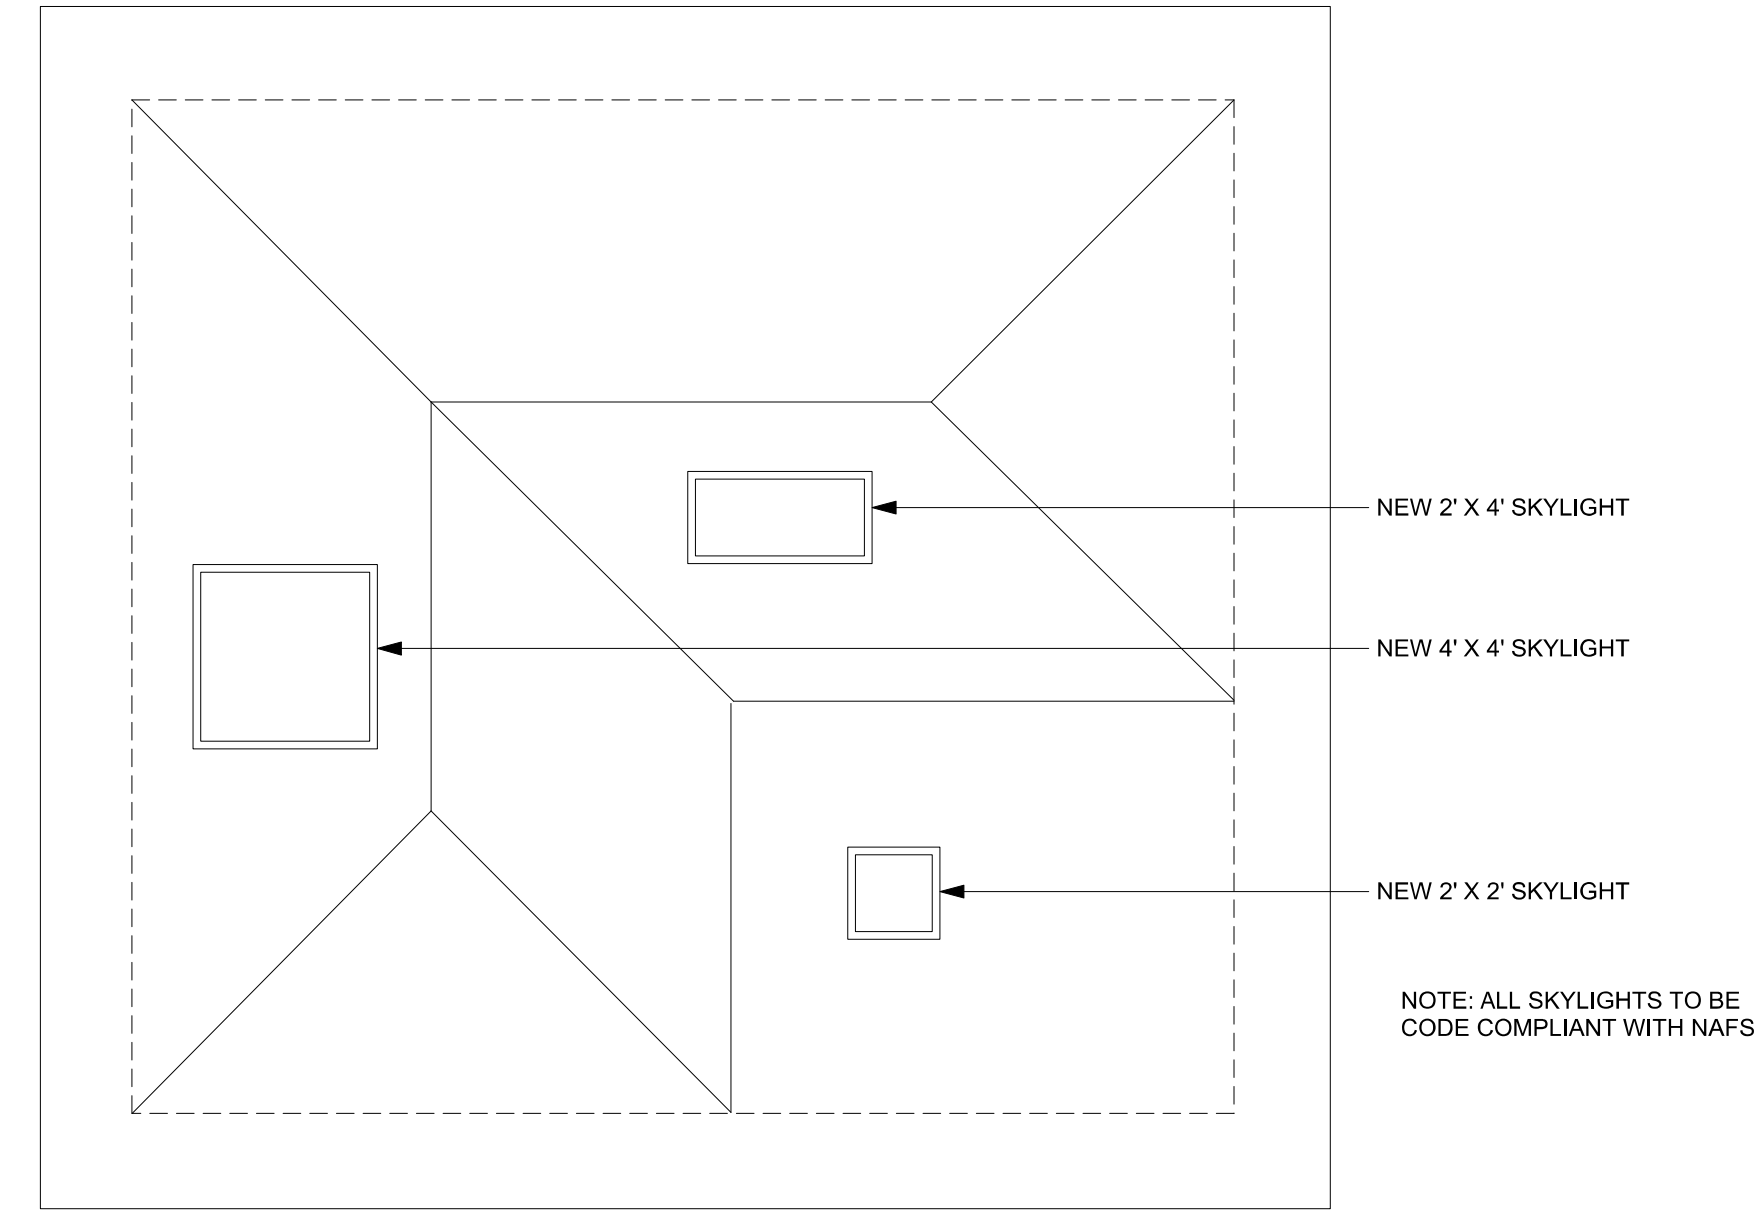 NEW 2' X 4' SKYLIGHT
NEW 4' X 4' SKYLIGHT
NEW 2' X 2' SKYLIGHT
NOTE: ALL SKYLIGHTS TO BE
CODE COMPLIANT WITH NAFS